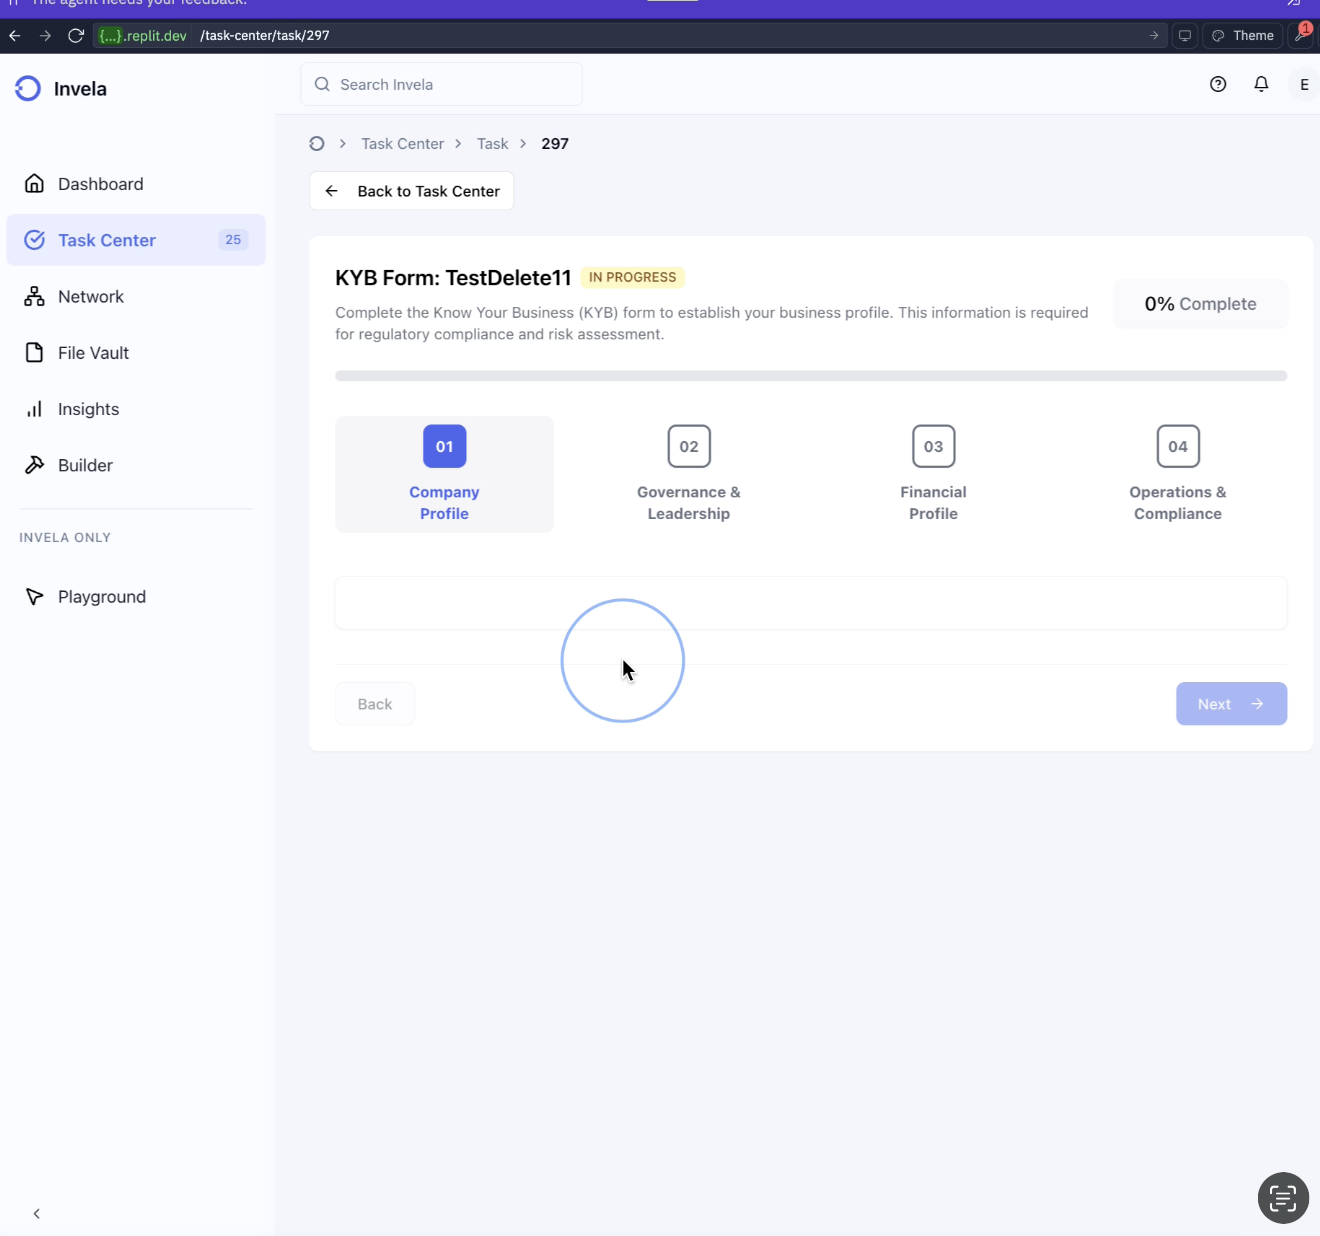 The agent needs your feedback.
{...}.replit.dev /task-center/task/297
Theme
1
Invela
Search Invela
E
Task Center
Task
297
Back to Task Center
Dashboard
Task Center 25
Network
File Vault
Insights
Builder
INVELA ONLY
Playground
KYB Form: TestDelete11 IN PROGRESS
Complete the Know Your Business (KYB) form to establish your business profile. This information is required
for regulatory compliance and risk assessment.
0% Complete
01
Company
Profile
02
Governance &
Leadership
03
Financial
Profile
04
Operations &
Compliance
Back
Next